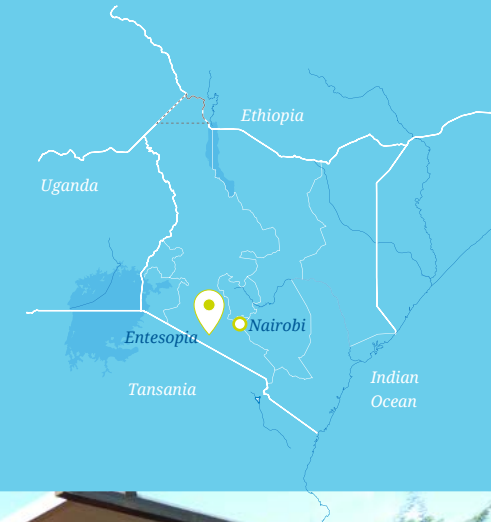 Ethiopia
Uganda
Nairobi
Entesopia
Tansania
Indian
Ocean